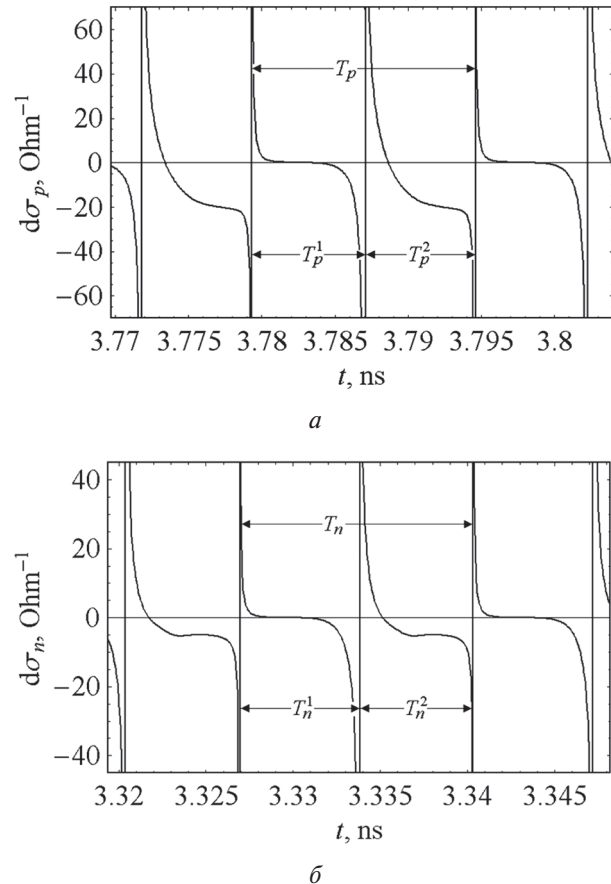 60
40
20
0
−20
−40
−60
dσₚ, Ohm⁻¹
Tₚ
Tₚ¹
Tₚ²
3.77 3.775 3.78 3.785 3.79 3.795 3.8
t, ns
а
40
20
0
−20
−40
dσₙ, Ohm⁻¹
Tₙ
Tₙ¹
Tₙ²
3.32 3.325 3.33 3.335 3.34 3.345
t, ns
б